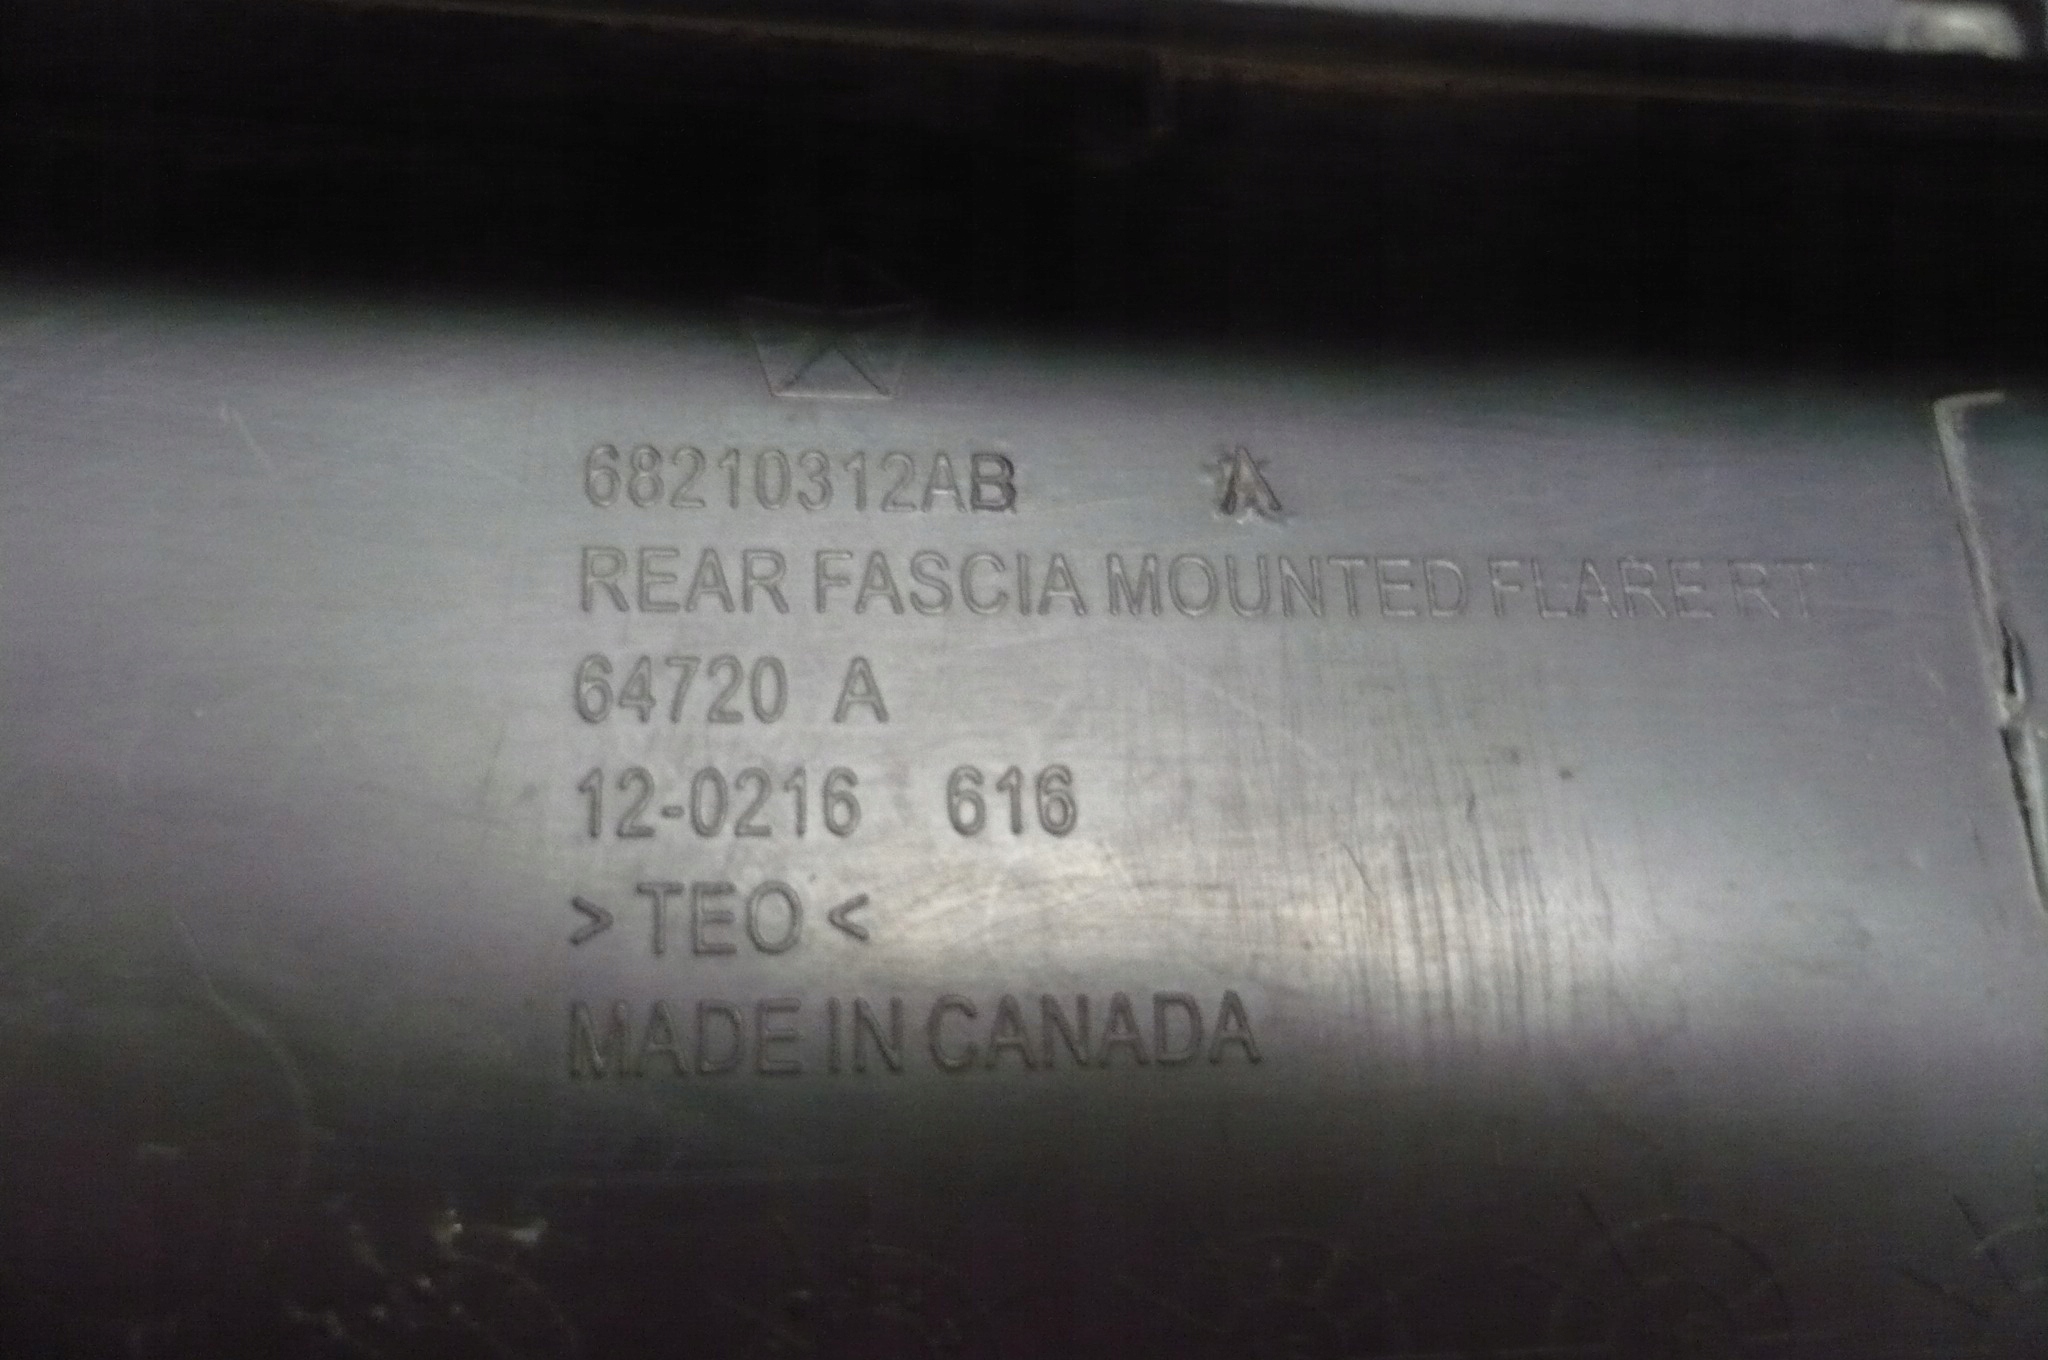 68210312AB A
REAR FASCIA MOUNTED FLARE RT
64720 A
12-0216 616
> TEO <
MADE IN CANADA